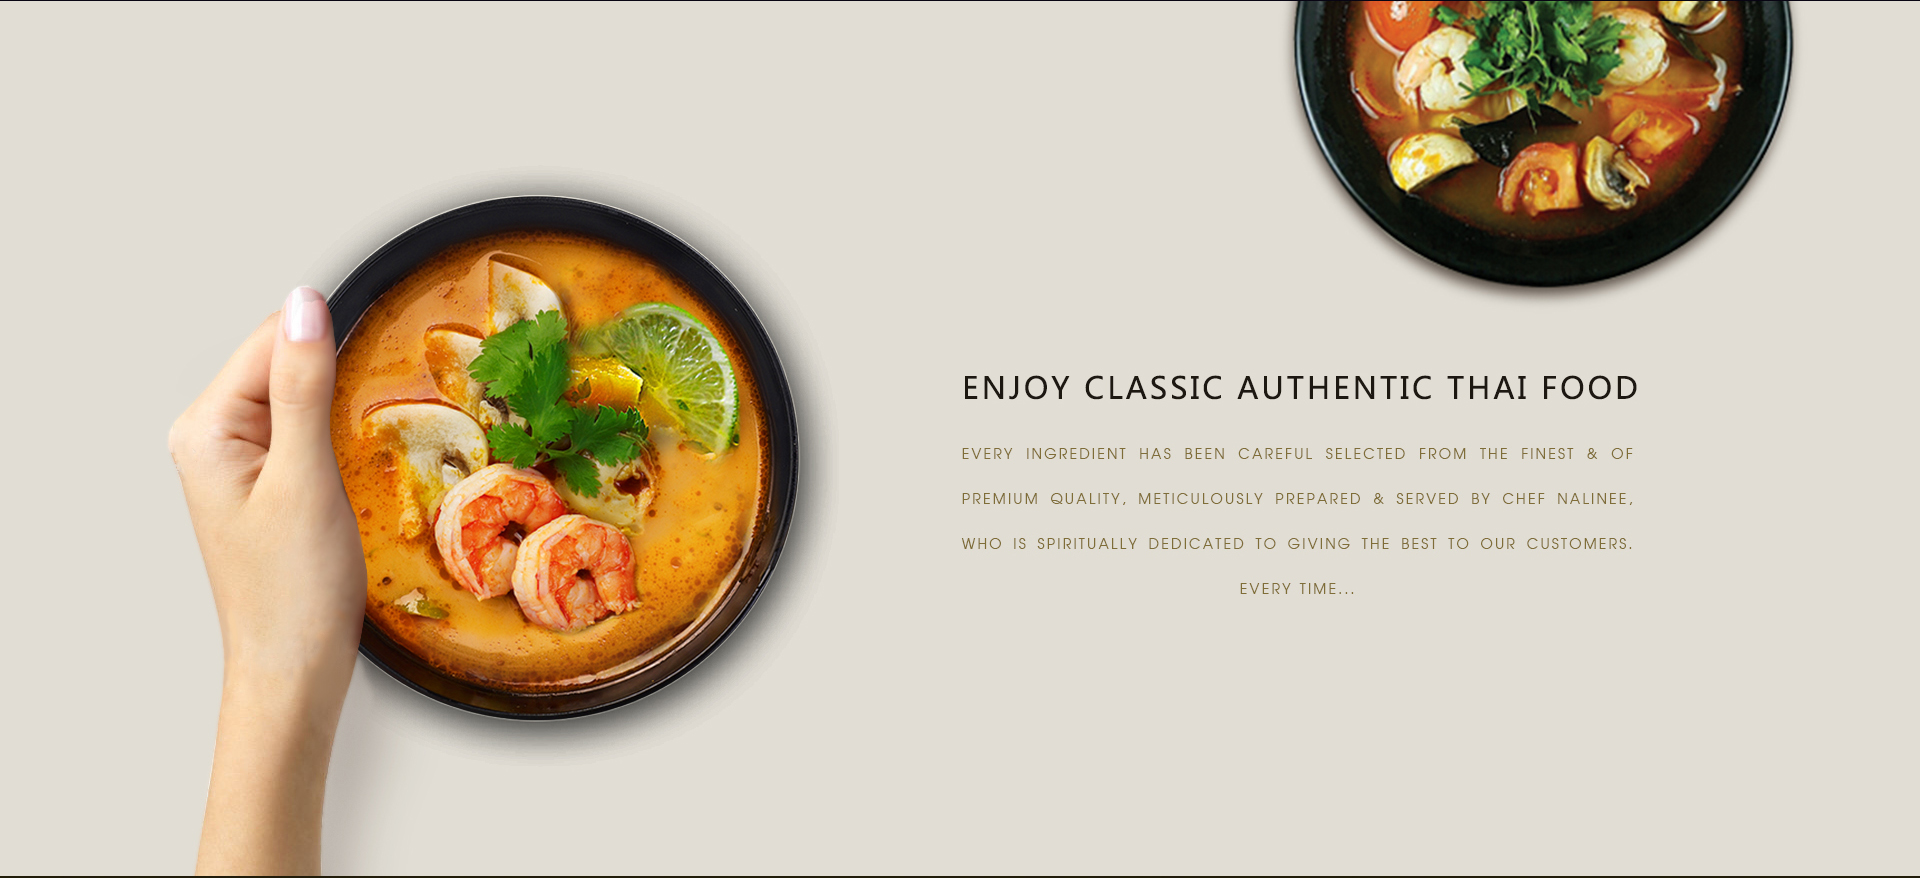 ENJOY CLASSIC AUTHENTIC THAI FOOD
EVERY INGREDIENT HAS BEEN CAREFUL SELECTED FROM THE FINEST & OF
PREMIUM QUALITY, METICULOUSLY PREPARED & SERVED BY CHEF NALINEE,
WHO IS SPIRITUALLY DEDICATED TO GIVING THE BEST TO OUR CUSTOMERS.
EVERY TIME...